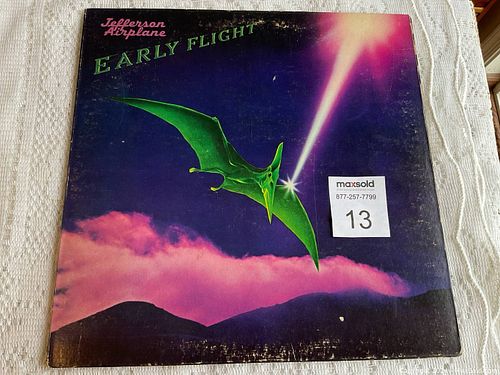 Jefferson
Airplane
EARLY FLIGHT
maxsold
877-257-7799
13